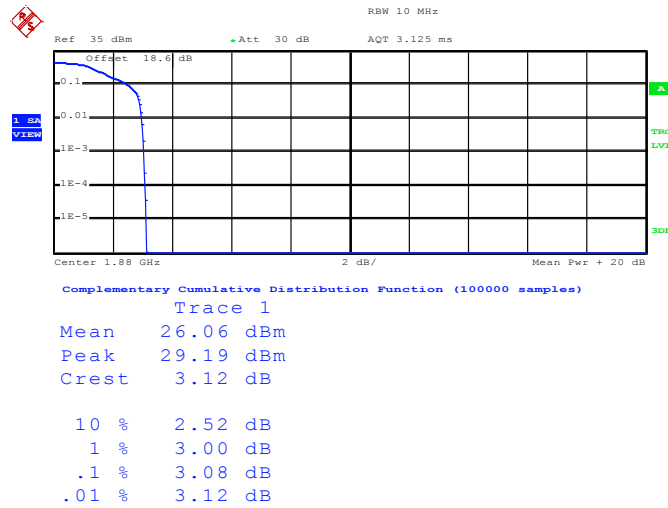 R&S
RBW 10 MHz
Ref 35 dBm
* Att 30 dB
AQT 3.125 ms
Offset 18.6 dB
0.1
A
0.01
1 SA
VIEW
TRG
LVL
1E-3
1E-4
1E-5
3DB
Center 1.88 GHz
2 dB/
Mean Pwr + 20 dB
Complementary Cumulative Distribution Function (100000 samples)
Trace 1
Mean 26.06 dBm
Peak 29.19 dBm
Crest 3.12 dB
10 % 2.52 dB
1 % 3.00 dB
.1 % 3.08 dB
.01 % 3.12 dB